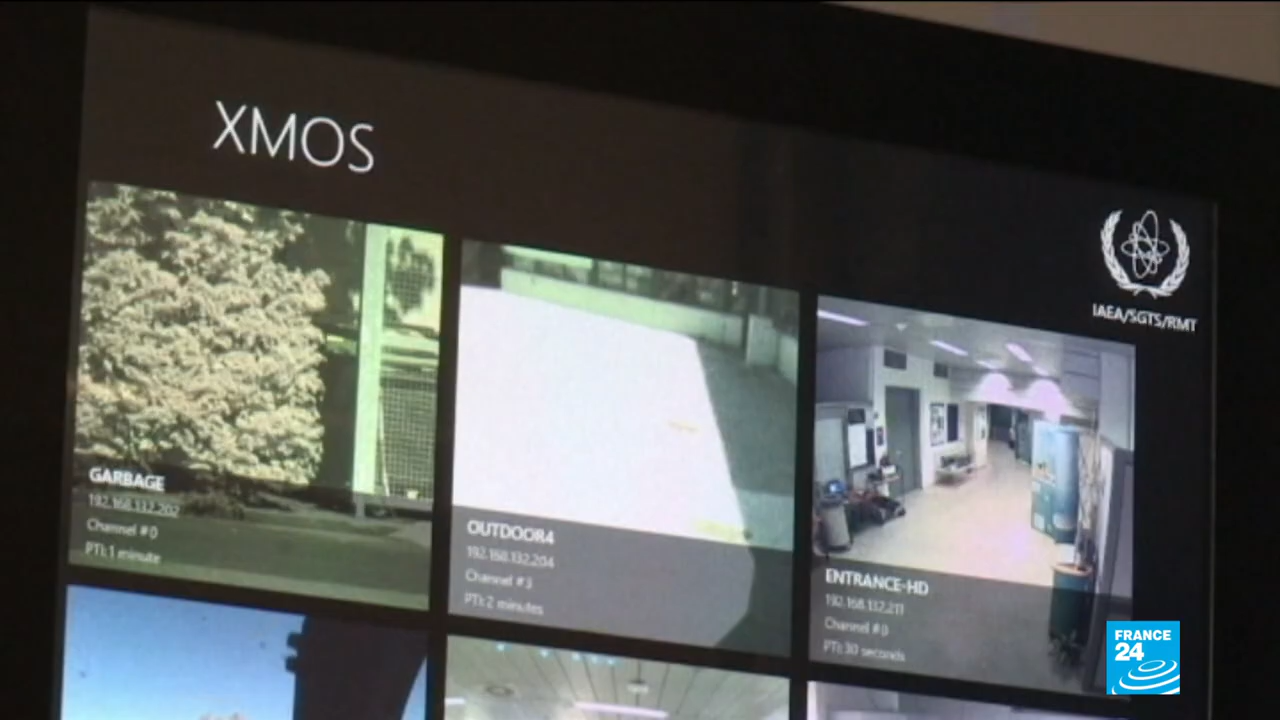 XMOS
IAEA/SGTS/RMT
GARBAGE
192.168.132.202
Channel #0
PTI: 1 minute
OUTDOOR4
192.168.132.204
Channel #3
PTI: 2 minutes
ENTRANCE-HD
192.168.132.211
Channel #0
PTI: 30 seconds
FRANCE
24